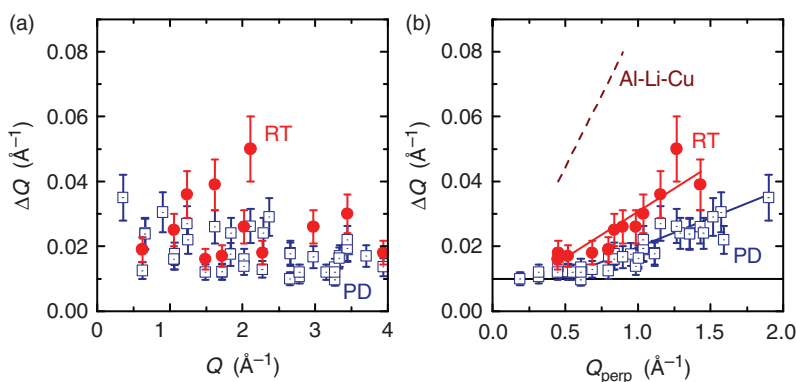 (a)
0.08
0.06
0.04
0.02
0.00
ΔQ (Å⁻¹)
RT
PD
0 1 2 3 4
Q (Å⁻¹)
(b)
0.08
0.06
0.04
0.02
0.00
ΔQ (Å⁻¹)
Al-Li-Cu
RT
PD
0.0 0.5 1.0 1.5 2.0
Qperp (Å⁻¹)